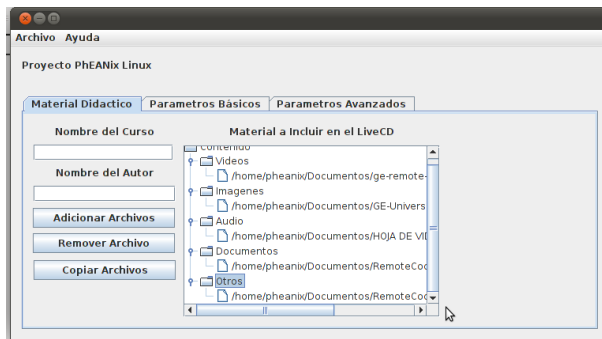 Archivo Ayuda
Proyecto PhEANix Linux
Material Didactico Parametros Básicos Parametros Avanzados
Nombre del Curso
Nombre del Autor
Adicionar Archivos
Remover Archivo
Copiar Archivos
Material a Incluir en el LiveCD
Contenido
Videos
/home/pheanix/Documentos/ge-remote-
Imagenes
/home/pheanix/Documentos/GE-Univers
Audio
/home/pheanix/Documentos/HOJA DE VI
Documentos
/home/pheanix/Documentos/RemoteCod
Otros
/home/pheanix/Documentos/RemoteCod